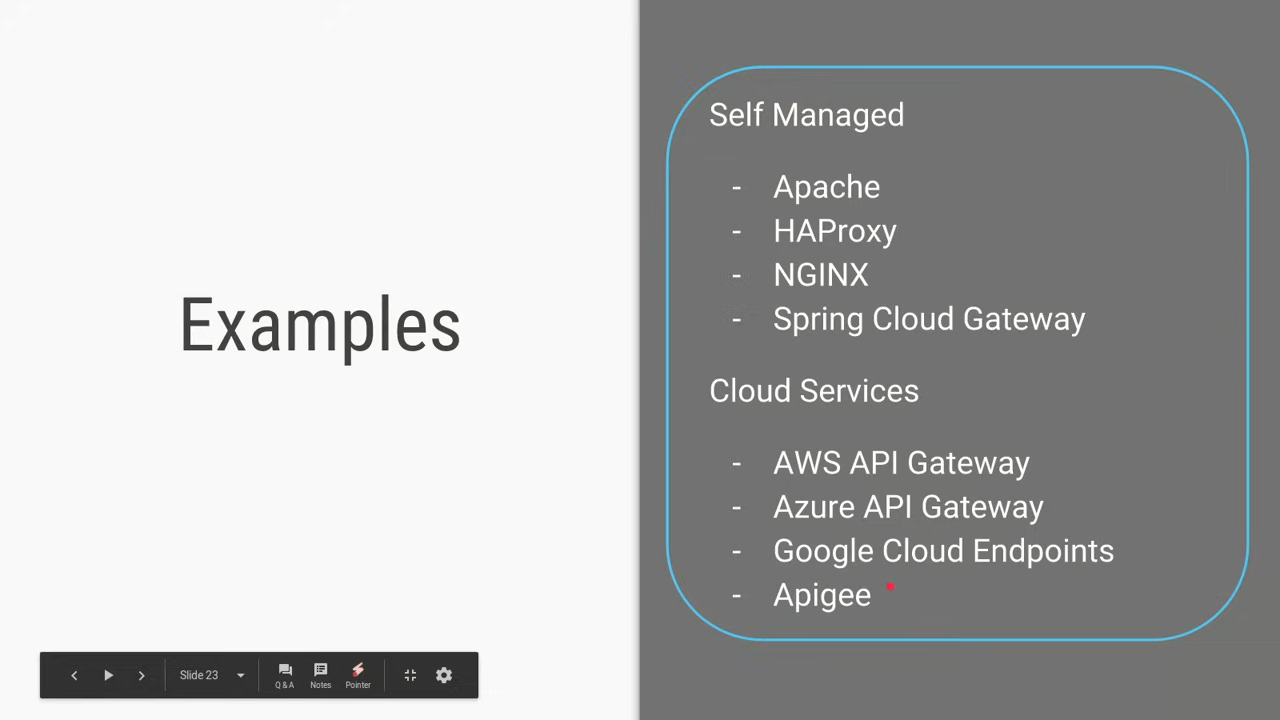 Examples
Self Managed
- Apache
- HAProxy
- NGINX
- Spring Cloud Gateway
Cloud Services
- AWS API Gateway
- Azure API Gateway
- Google Cloud Endpoints
- Apigee
Slide 23
Q & A
Notes
Pointer